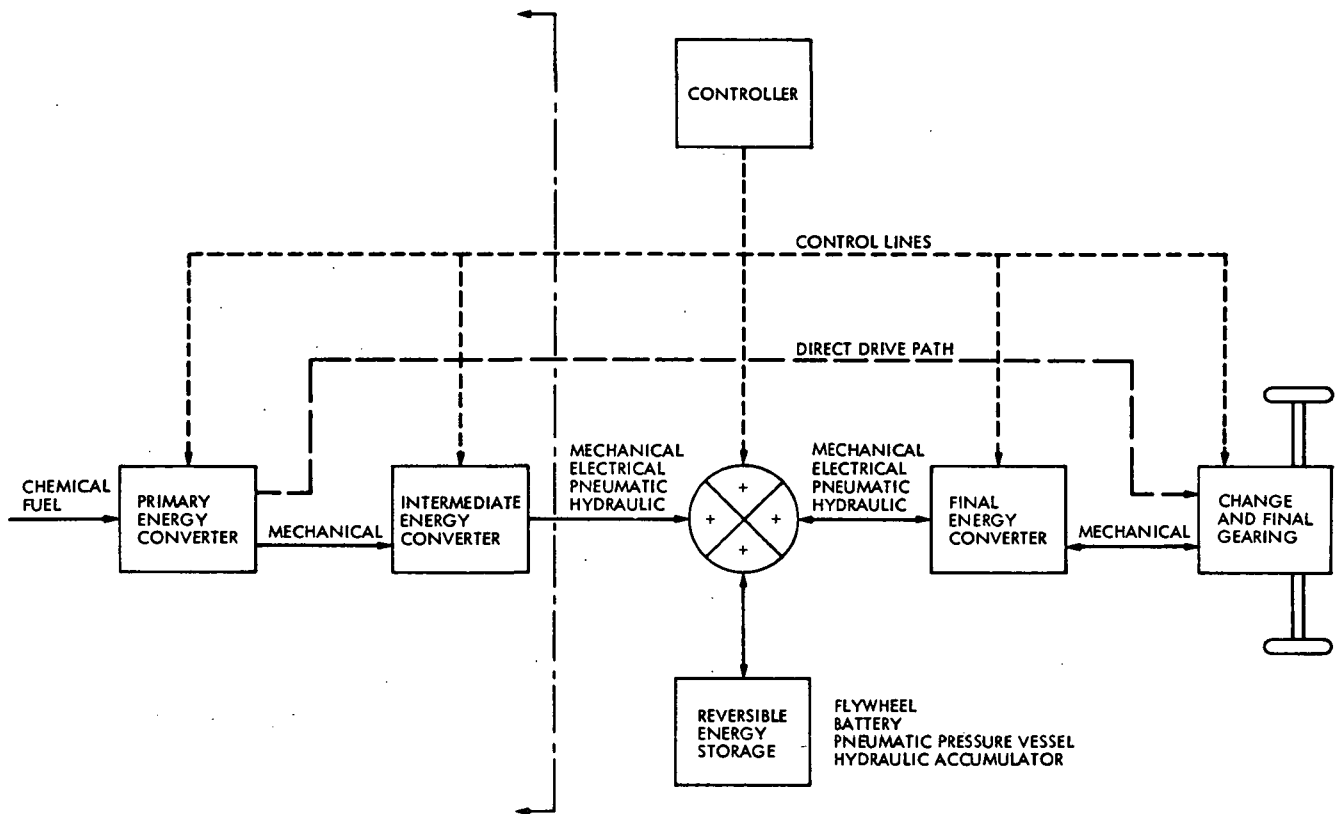 CONTROLLER
CONTROL LINES
DIRECT DRIVE PATH
CHEMICAL
FUEL
PRIMARY
ENERGY
CONVERTER
MECHANICAL
INTERMEDIATE
ENERGY
CONVERTER
MECHANICAL
ELECTRICAL
PNEUMATIC
HYDRAULIC
+
+ +
+
MECHANICAL
ELECTRICAL
PNEUMATIC
HYDRAULIC
FINAL
ENERGY
CONVERTER
MECHANICAL
CHANGE
AND FINAL
GEARING
REVERSIBLE
ENERGY
STORAGE
FLYWHEEL
BATTERY
PNEUMATIC PRESSURE VESSEL
HYDRAULIC ACCUMULATOR